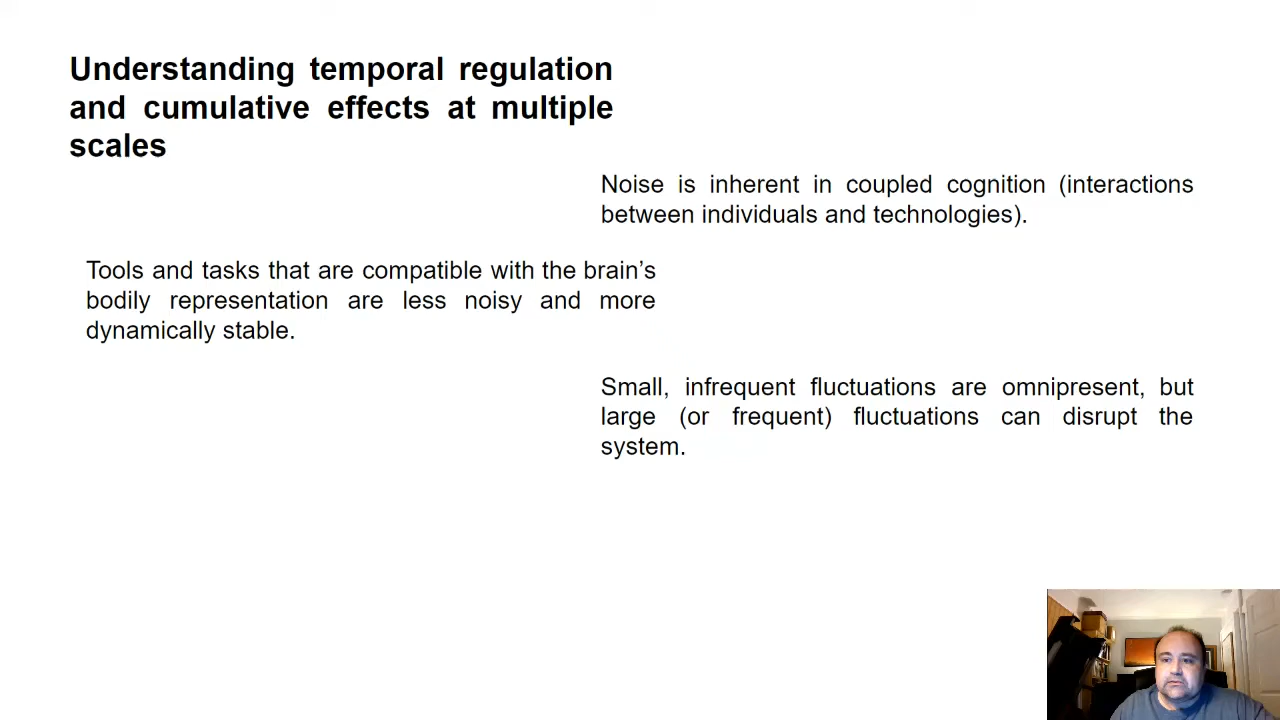 Understanding temporal regulation
and cumulative effects at multiple
scales
Noise is inherent in coupled cognition (interactions
between individuals and technologies).
Tools and tasks that are compatible with the brain’s
bodily representation are less noisy and more
dynamically stable.
Small, infrequent fluctuations are omnipresent, but
large (or frequent) fluctuations can disrupt the
system.